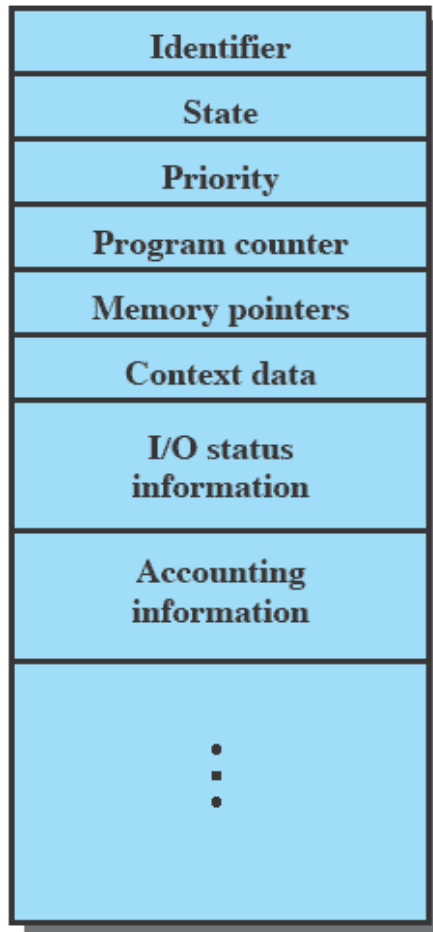 Identifier
State
Priority
Program counter
Memory pointers
Context data
I/O status
information
Accounting
information